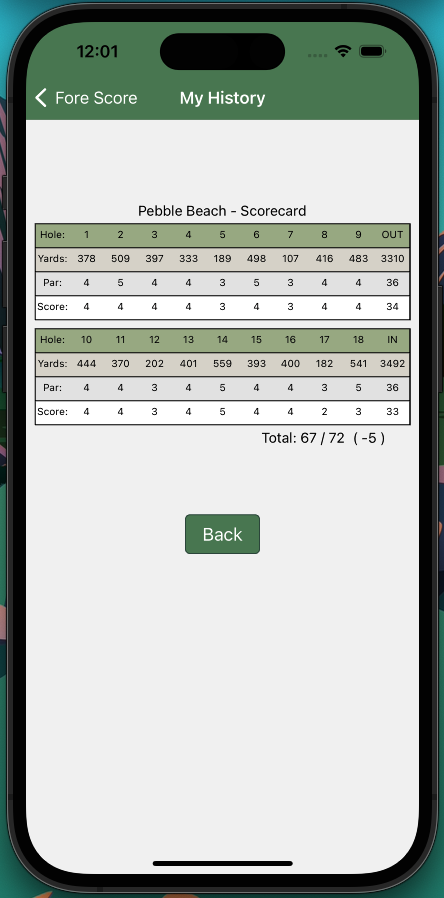 12:01
Fore Score My History
Pebble Beach - Scorecard
Hole: 1 2 3 4 5 6 7 8 9 OUT
Yards: 378 509 397 333 189 498 107 416 483 3310
Par: 4 5 4 4 3 5 3 4 4 36
Score: 4 4 4 4 3 4 3 4 4 34
Hole: 10 11 12 13 14 15 16 17 18 IN
Yards: 444 370 202 401 559 393 400 182 541 3492
Par: 4 4 3 4 5 4 4 3 5 36
Score: 4 4 3 4 5 4 4 2 3 33
Total: 67 / 72 ( -5 )
Back